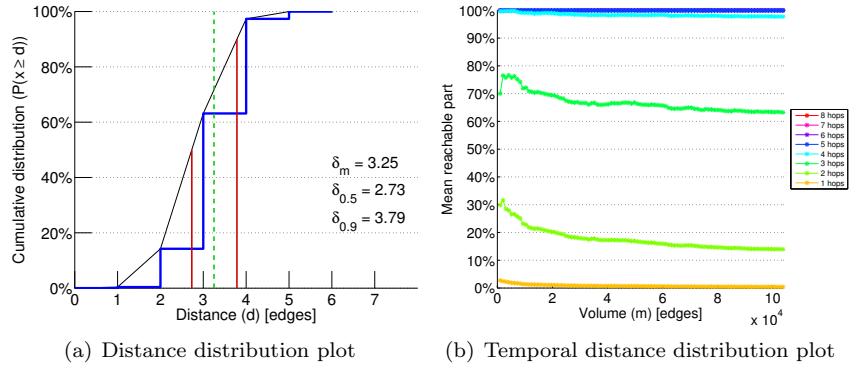 Cumulative distribution (P(x ≥ d))
100%
80%
60%
40%
20%
0%
0 1 2 3 4 5 6 7
Distance (d) [edges]
δm = 3.25
δ0.5 = 2.73
δ0.9 = 3.79
(a) Distance distribution plot
Mean reachable part
100%
90%
80%
70%
60%
50%
40%
30%
20%
10%
0%
0 2 4 6 8 10
x 10^4
Volume (m) [edges]
8 hops
7 hops
6 hops
5 hops
4 hops
3 hops
2 hops
1 hops
(b) Temporal distance distribution plot